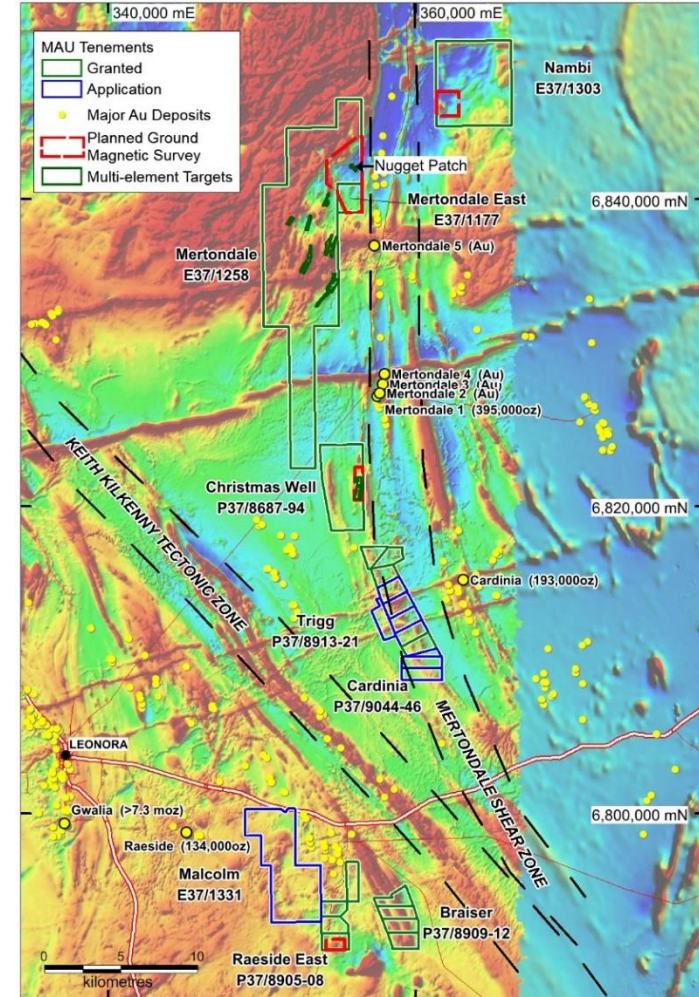 340,000 mE
360,000 mE
MAU Tenements
Granted
Application
Major Au Deposits
Planned Ground
Magnetic Survey
Multi-element Targets
Nambi
E37/1303
Nugget Patch
Mertondale East
E37/1177
6,840,000 mN
Mertondale
E37/1258
Mertondale 5 (Au)
Mertondale 4 (Au)
Mertondale 3 (Au)
Mertondale 2 (Au)
Mertondale 1 (395,000oz)
KEITH KILKENNY TECTONIC ZONE
Christmas Well
P37/8687-94
6,820,000 mN
Cardinia (193,000oz)
Trigg
P37/8913-21
Cardinia
P37/9044-46
MERTONDALE SHEAR ZONE
LEONORA
Gwalia (>7.3 moz)
Raeside (134,000oz)
6,800,000 mN
Malcolm
E37/1331
Braiser
P37/8909-12
Raeside East
P37/8905-08
0 5 10
kilometres